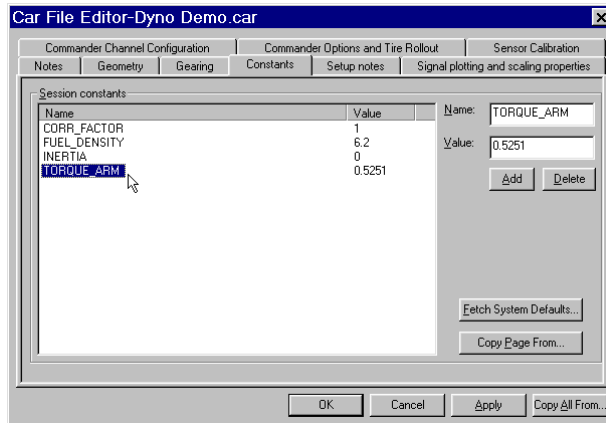 Car File Editor-Dyno Demo.car
Commander Channel Configuration Commander Options and Tire Rollout Sensor Calibration
Notes Geometry Gearing Constants Setup notes Signal plotting and scaling properties
Session constants
Name Value
CORR_FACTOR 1
FUEL_DENSITY 6.2
INERTIA 0
TORQUE_ARM 0.5251
Name: TORQUE_ARM
Value: 0.5251
Add Delete
Fetch System Defaults...
Copy Page From...
OK Cancel Apply Copy All From...